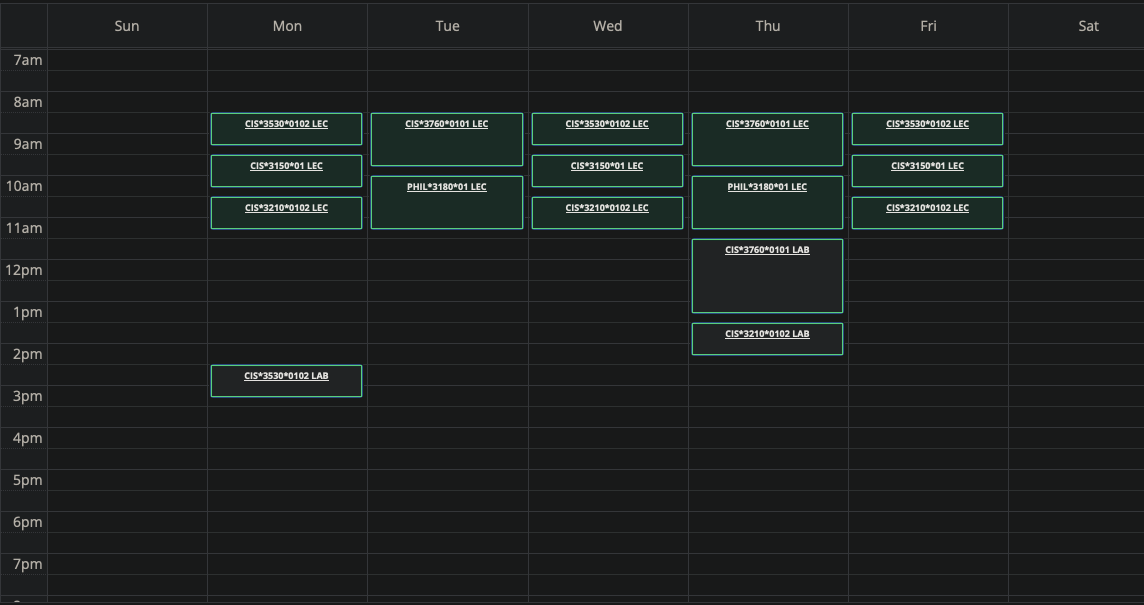 Sun Mon Tue Wed Thu Fri Sat
7am
8am
CIS*3530*0102 LEC CIS*3760*0101 LEC CIS*3530*0102 LEC CIS*3760*0101 LEC CIS*3530*0102 LEC
9am
CIS*3150*01 LEC CIS*3150*01 LEC CIS*3150*01 LEC
10am
PHIL*3180*01 LEC PHIL*3180*01 LEC
CIS*3210*0102 LEC CIS*3210*0102 LEC CIS*3210*0102 LEC
11am
CIS*3760*0101 LAB
12pm
1pm
CIS*3210*0102 LAB
2pm
CIS*3530*0102 LAB
3pm
4pm
5pm
6pm
7pm